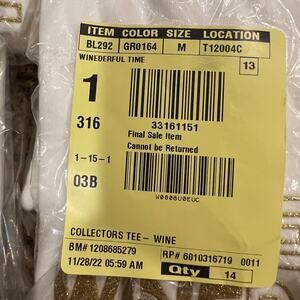 ITEM COLOR SIZE LOCATION
BL292 GR0164 M T12004C
WINEDERFUL TIME
13
1
316
33161151
Final Sale Item
Cannot be Returned
1-15-1
03B
W0008U0EUC
COLLECTORS TEE- WINE
BM# 1208685279 RP# 6010316719 0011
11/28/22 05:59 AM Qty 14